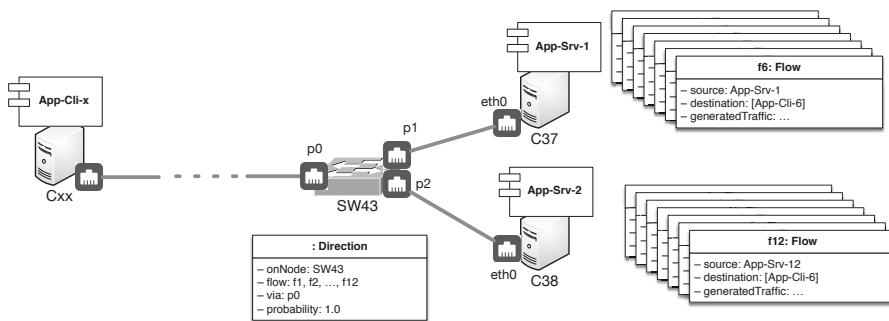 App-Cli-x
Cxx
p0
SW43
p1
p2
App-Srv-1
eth0
C37
App-Srv-2
eth0
C38
: Direction
– onNode: SW43
– flow: f1, f2, …, f12
– via: p0
– probability: 1.0
f6: Flow
– source: App-Srv-1
– destination: [App-Cli-6]
– generatedTraffic: …
f12: Flow
– source: App-Srv-12
– destination: [App-Cli-6]
– generatedTraffic: …